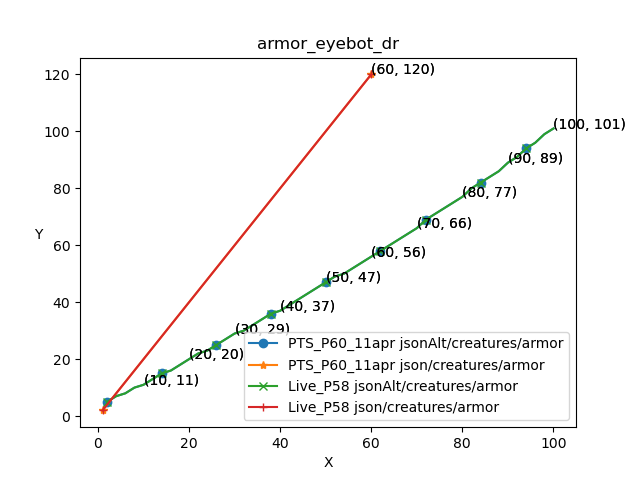 armor_eyebot_dr
(60, 120)
(100, 101)
(90, 89)
(80, 77)
(70, 66)
(60, 56)
(50, 47)
(40, 37)
(30, 29)
(20, 20)
(10, 11)
120
100
80
60
40
20
0
Y
PTS_P60_11apr jsonAlt/creatures/armor
PTS_P60_11apr json/creatures/armor
Live_P58 jsonAlt/creatures/armor
Live_P58 json/creatures/armor
0 20 40 60 80 100
X